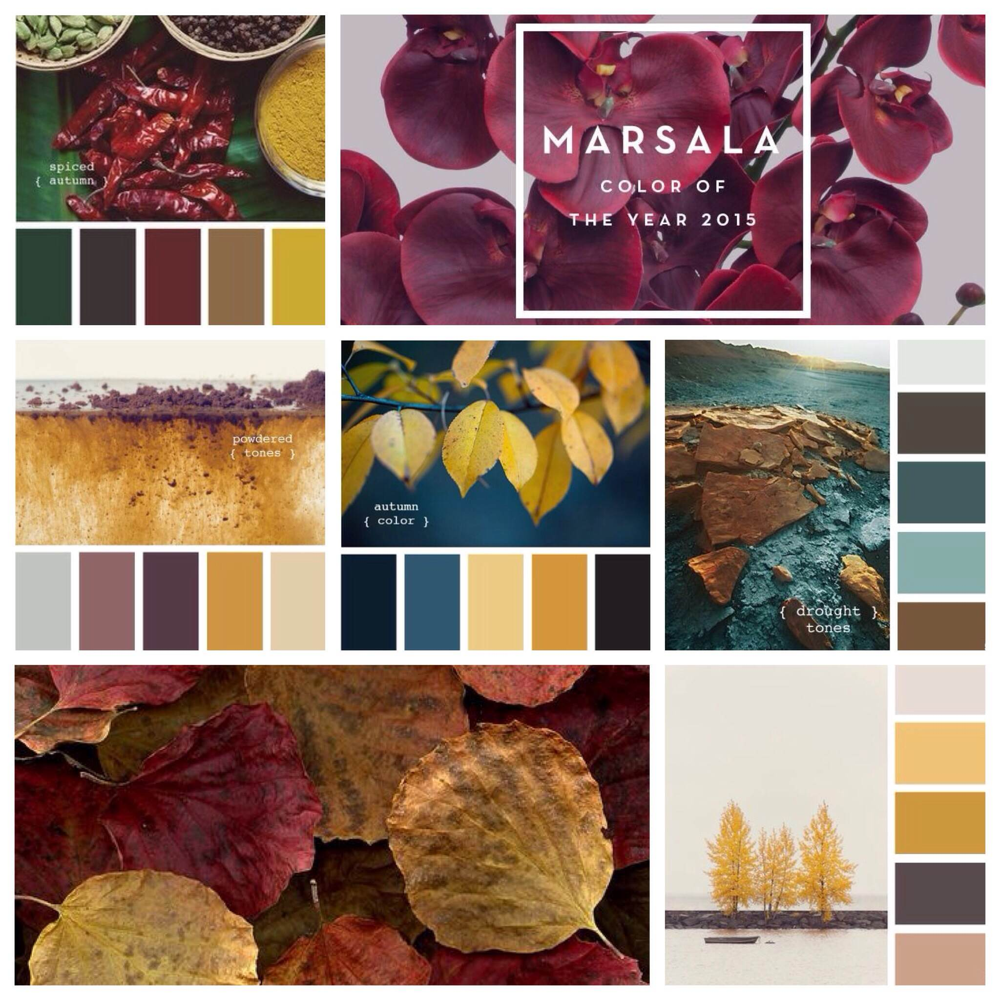 spiced
{ autumn }
MARSALA
COLOR OF
THE YEAR 2015
powdered
{ tones }
autumn
{ color }
{ drought }
tones